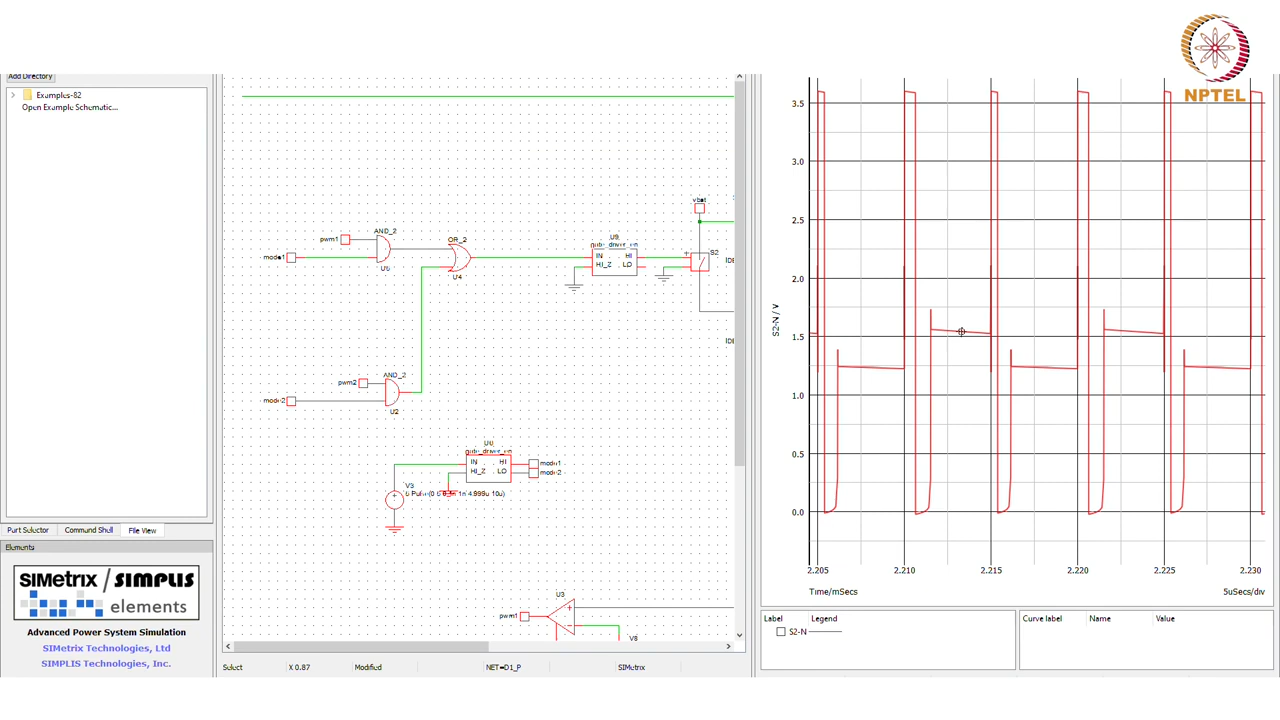 NPTEL
Add Directory
Examples-82
Open Example Schematic...
Part Selector
Command Shell
File View
Elements
SIMetrix/SIMPLIS
elements
Advanced Power System Simulation
SIMetrix Technologies, Ltd
SIMPLIS Technologies, Inc.
vbat
AND_2
pwm1
mode1
U5
OR_2
U4
U9
gate_driver_en
IN HI
HI_Z LO
S2
AND_2
pwm2
mode2
U2
gate_driver_en
IN HI
HI_Z LO
mode1
mode2
V3
U3
pwm1
V8
Select
X 0.87
Modified
NET=D1_P
SIMetrix
S2-N / V
3.5
3.0
2.5
2.0
1.5
1.0
0.5
0.0
2.205 2.210 2.215 2.220 2.225 2.230
Time/mSecs
5uSecs/div
Label Legend
S2-N
Curve label Name Value